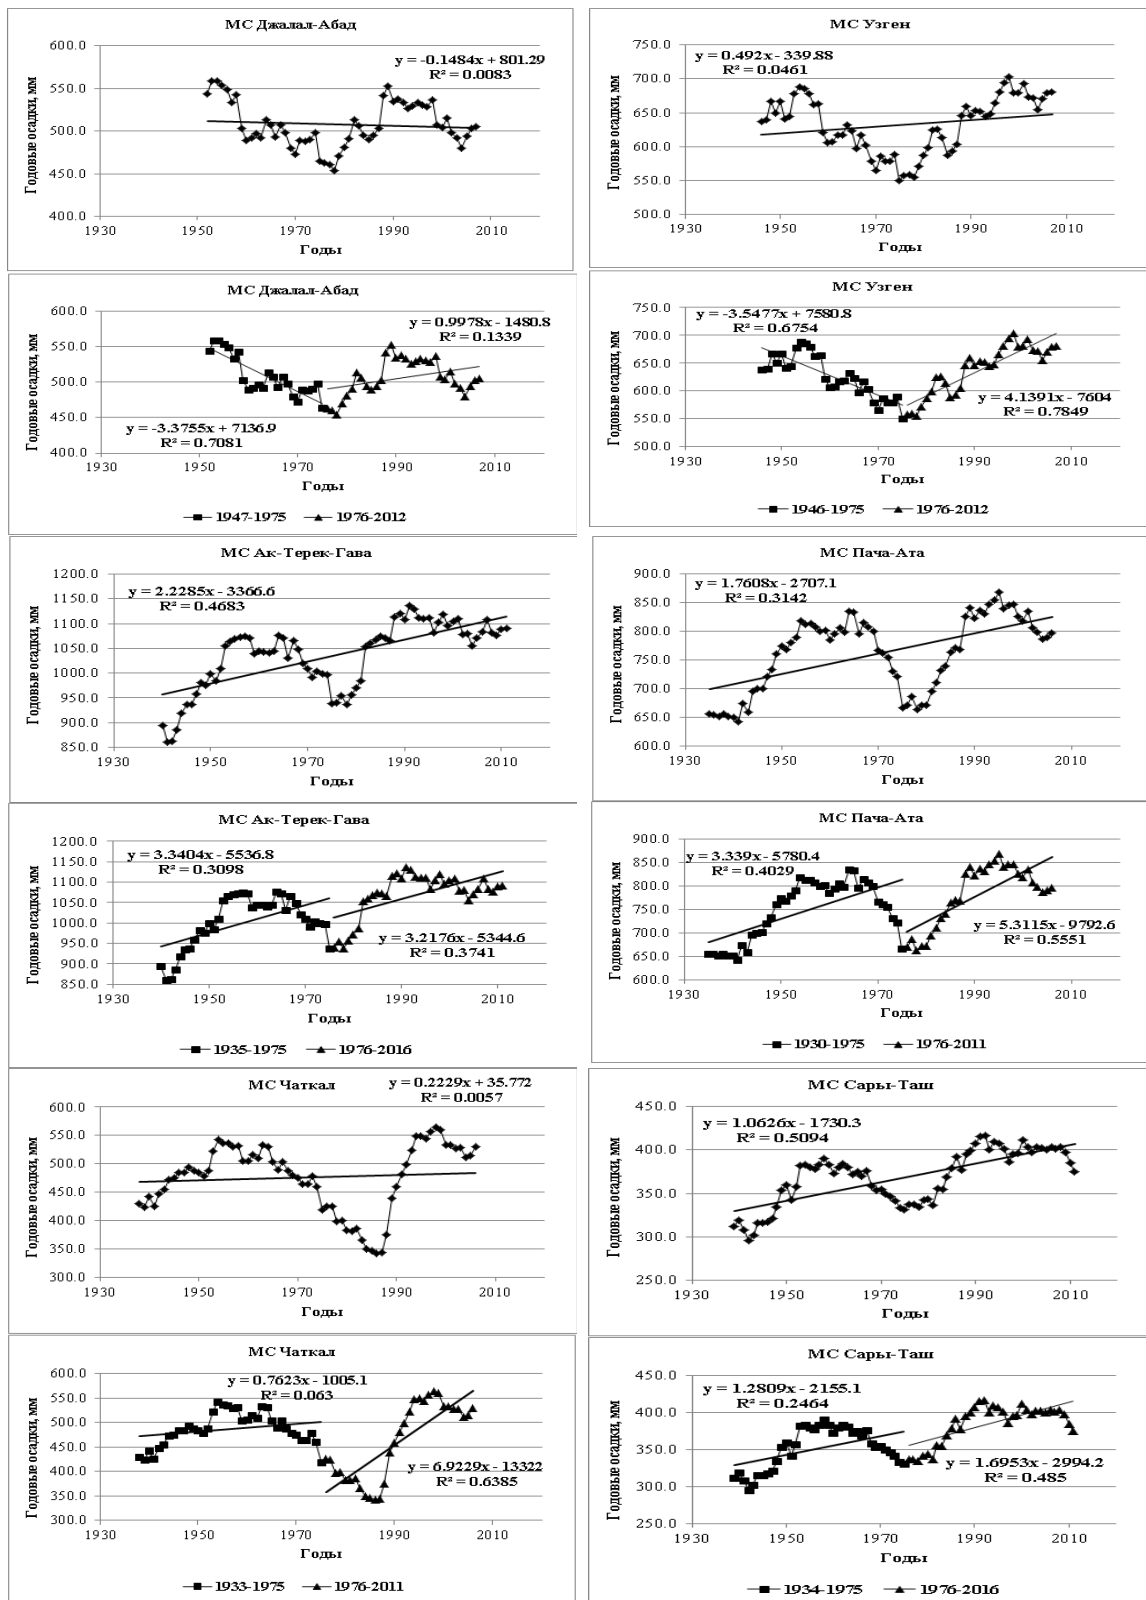 МС Джалал-Абад
y = -0.1484x + 801.29
R² = 0.0083
Годовые осадки, мм
600.0
550.0
500.0
450.0
400.0
1930
1950
1970
1990
2010
Годы
МС Узген
y = 0.492x - 339.88
R² = 0.0461
Годовые осадки, мм
750.0
700.0
650.0
600.0
550.0
500.0
1930
1950
1970
1990
2010
Годы
МС Джалал-Абад
y = 0.9978x - 1480.8
R² = 0.1339
y = -3.3755x + 7136.9
R² = 0.7081
Годовые осадки, мм
600.0
550.0
500.0
450.0
400.0
1930
1950
1970
1990
2010
Годы
1947-1975
1976-2012
МС Узген
y = -3.5477x + 7580.8
R² = 0.6754
y = 4.1391x - 7604
R² = 0.7849
Годовые осадки, мм
750.0
700.0
650.0
600.0
550.0
500.0
1930
1950
1970
1990
2010
Годы
1946-1975
1976-2012
МС Ак-Терек-Гава
y = 2.2285x - 3366.6
R² = 0.4683
Годовые осадки, мм
1200.0
1150.0
1100.0
1050.0
1000.0
950.0
900.0
850.0
1930
1950
1970
1990
2010
Годы
МС Пача-Ата
y = 1.7608x - 2707.1
R² = 0.3142
Годовые осадки, мм
900.0
850.0
800.0
750.0
700.0
650.0
600.0
1930
1950
1970
1990
2010
Годы
МС Ак-Терек-Гава
y = 3.3404x - 5536.8
R² = 0.3098
y = 3.2176x - 5344.6
R² = 0.3741
Годовые осадки, мм
1200.0
1150.0
1100.0
1050.0
1000.0
950.0
900.0
850.0
1930
1950
1970
1990
2010
Годы
1935-1975
1976-2016
МС Пача-Ата
y = 3.339x - 5780.4
R² = 0.4029
y = 5.3115x - 9792.6
R² = 0.5551
Годовые осадки, мм
900.0
850.0
800.0
750.0
700.0
650.0
600.0
1930
1950
1970
1990
2010
Годы
1930-1975
1976-2011
МС Чаткал
y = 0.2229x + 35.772
R² = 0.0057
Годовые осадки, мм
600.0
550.0
500.0
450.0
400.0
350.0
300.0
1930
1950
1970
1990
2010
Годы
МС Сары-Таш
y = 1.0626x - 1730.3
R² = 0.5094
Годовые осадки, мм
450.0
400.0
350.0
300.0
250.0
1930
1950
1970
1990
2010
Годы
МС Чаткал
y = 0.7623x - 1005.1
R² = 0.063
y = 6.9229x - 13322
R² = 0.6385
Годовые осадки, мм
600.0
550.0
500.0
450.0
400.0
350.0
300.0
1930
1950
1970
1990
2010
Годы
1933-1975
1976-2011
МС Сары-Таш
y = 1.2809x - 2155.1
R² = 0.2464
y = 1.6953x - 2994.2
R² = 0.485
Годовые осадки, мм
450.0
400.0
350.0
300.0
250.0
1930
1950
1970
1990
2010
Годы
1934-1975
1976-2016